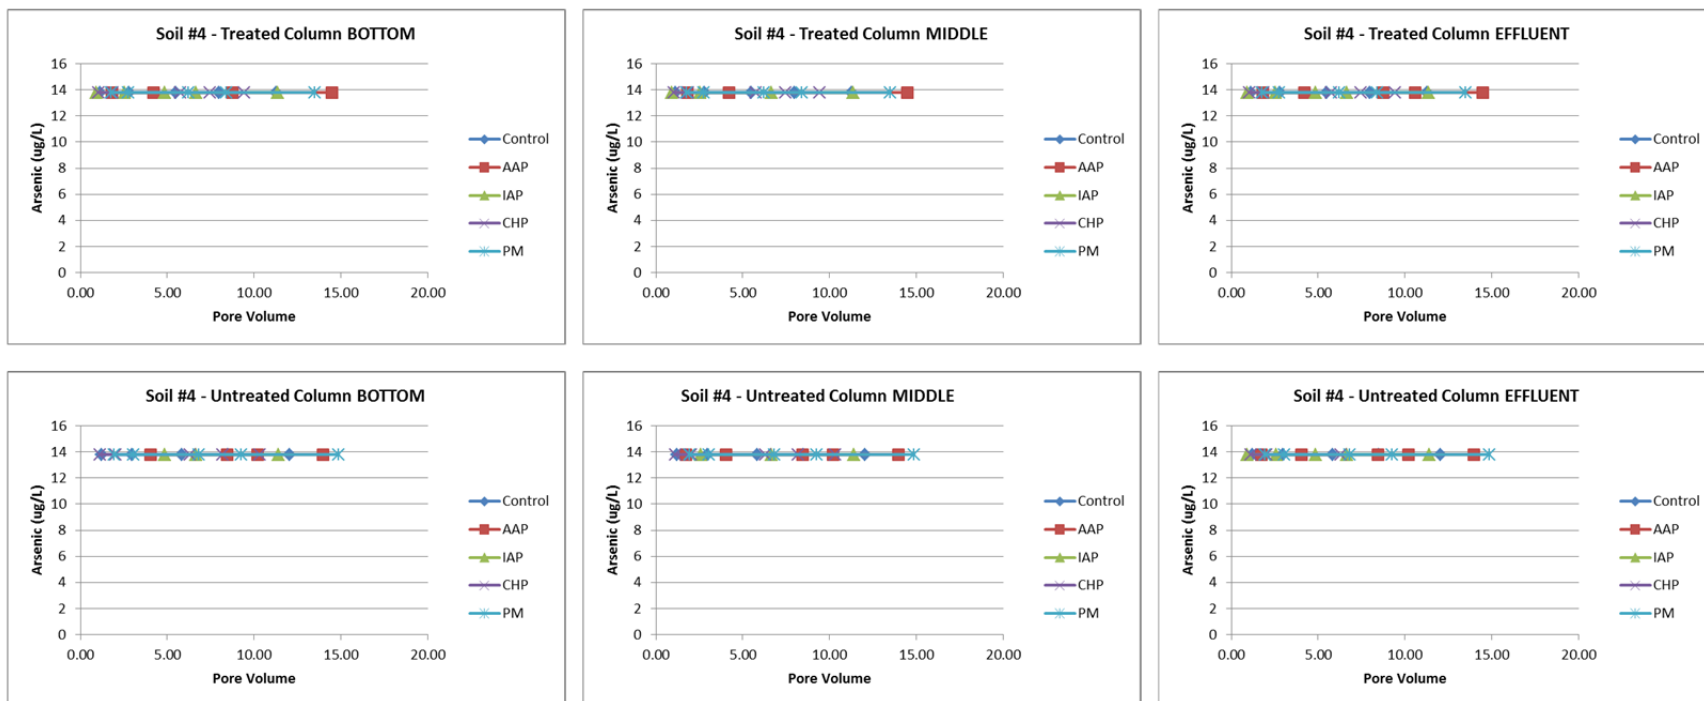 Soil #4 - Treated Column BOTTOM
16
14
12
10
8
6
4
2
0
Arsenic (ug/L)
0.00 5.00 10.00 15.00 20.00
Pore Volume
Control
AAP
IAP
CHP
PM
Soil #4 - Treated Column MIDDLE
16
14
12
10
8
6
4
2
0
Arsenic (ug/L)
0.00 5.00 10.00 15.00 20.00
Pore Volume
Control
AAP
IAP
CHP
PM
Soil #4 - Treated Column EFFLUENT
16
14
12
10
8
6
4
2
0
Arsenic (ug/L)
0.00 5.00 10.00 15.00 20.00
Pore Volume
Control
AAP
IAP
CHP
PM
Soil #4 - Untreated Column BOTTOM
16
14
12
10
8
6
4
2
0
Arsenic (ug/L)
0.00 5.00 10.00 15.00 20.00
Pore Volume
Control
AAP
IAP
CHP
PM
Soil #4 - Untreated Column MIDDLE
16
14
12
10
8
6
4
2
0
Arsenic (ug/L)
0.00 5.00 10.00 15.00 20.00
Pore Volume
Control
AAP
IAP
CHP
PM
Soil #4 - Untreated Column EFFLUENT
16
14
12
10
8
6
4
2
0
Arsenic (ug/L)
0.00 5.00 10.00 15.00 20.00
Pore Volume
Control
AAP
IAP
CHP
PM